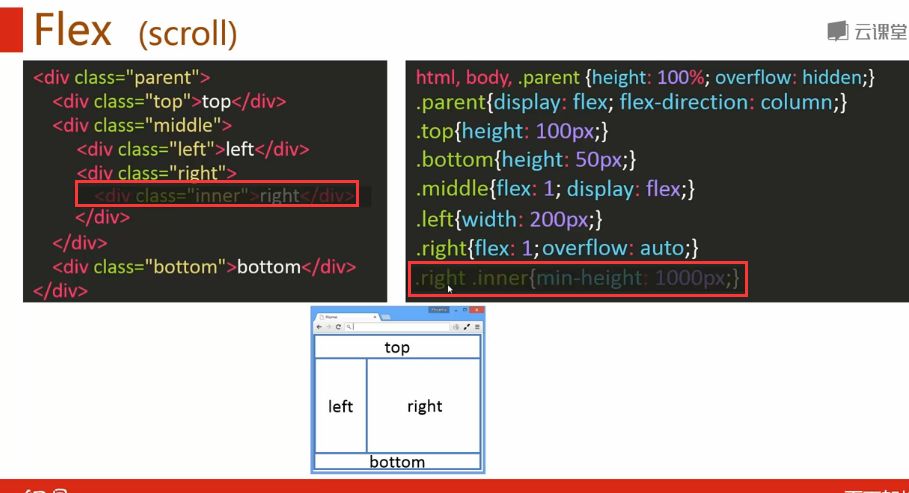 Flex (scroll)
云课堂
<div class="parent">
<div class="top">top</div>
<div class="middle">
<div class="left">left</div>
<div class="right">
<div class="inner">right</div>
</div>
</div>
<div class="bottom">bottom</div>
</div>
html, body, .parent {height: 100%; overflow: hidden;}
.parent{display: flex; flex-direction: column;}
.top{height: 100px;}
.bottom{height: 50px;}
.middle{flex: 1; display: flex;}
.left{width: 200px;}
.right{flex: 1; overflow: auto;}
.right .inner{min-height: 1000px;}
top
left
right
bottom